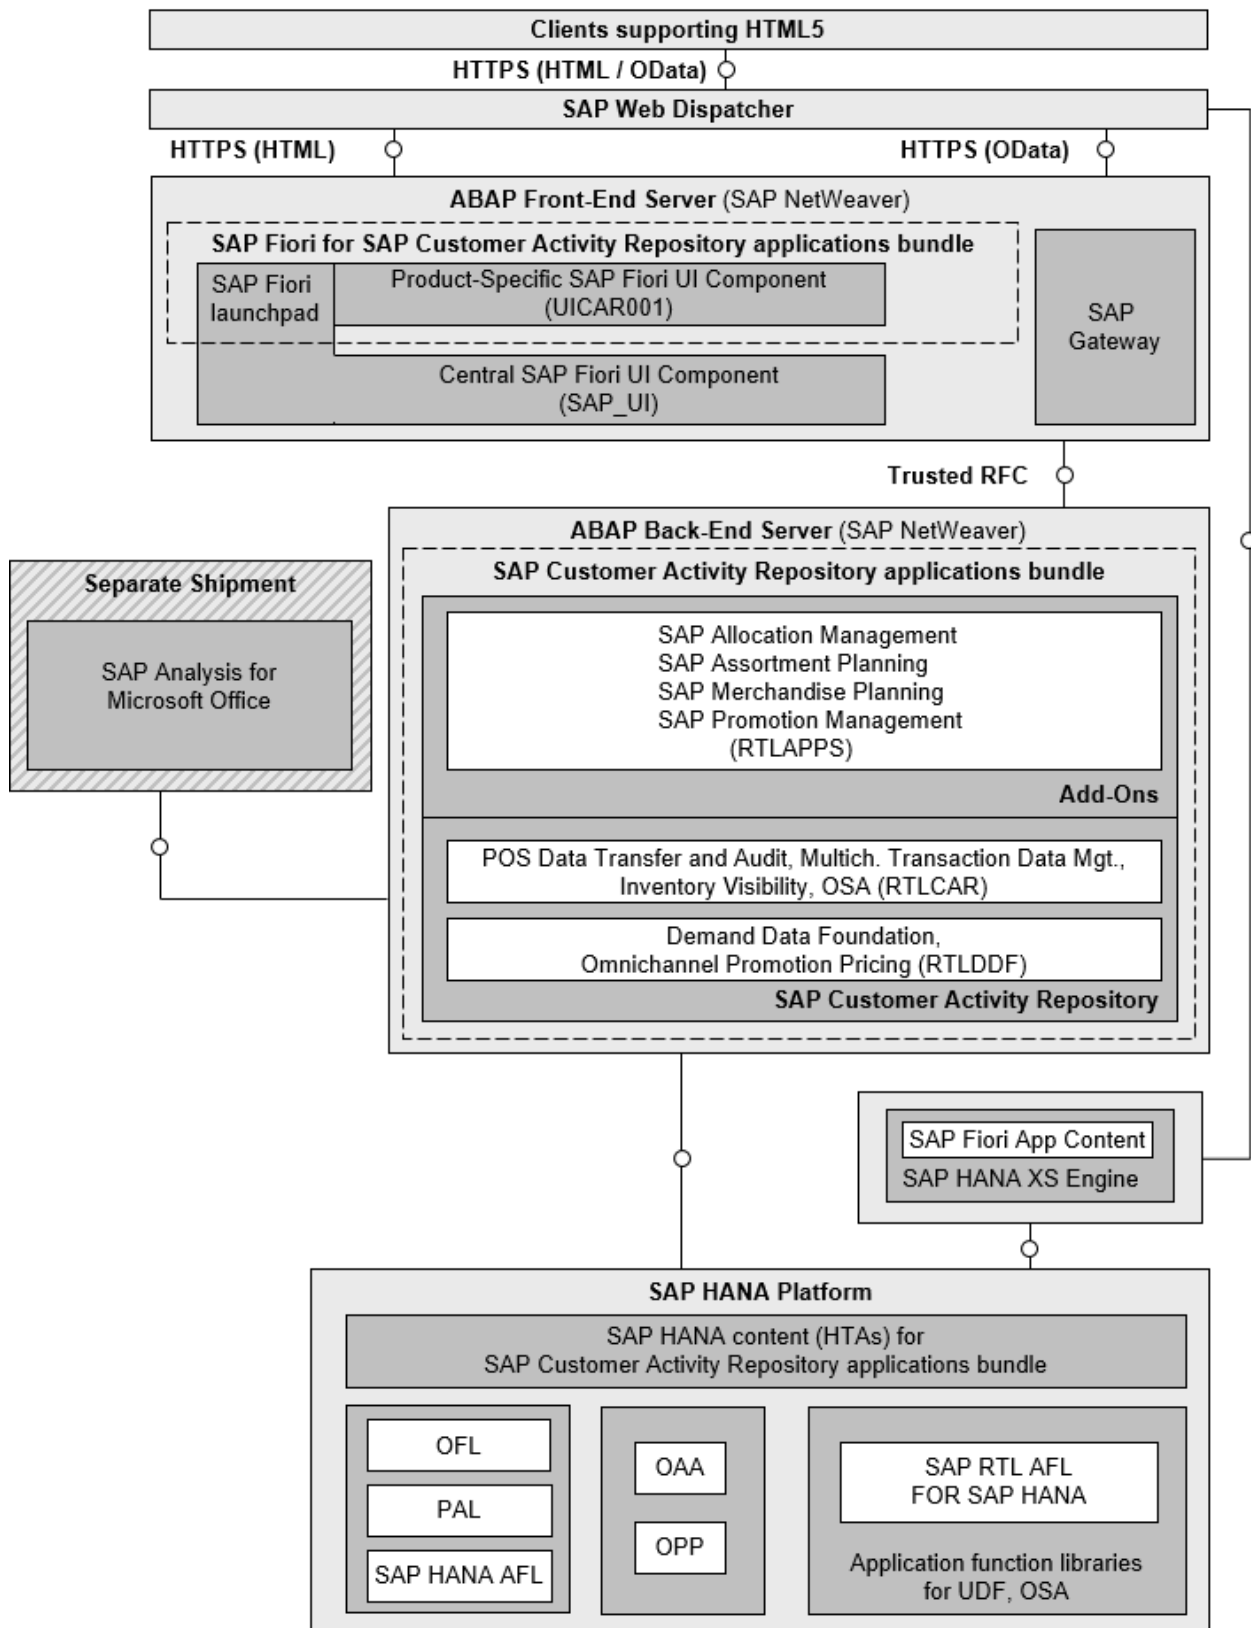 Clients supporting HTML5
HTTPS (HTML / OData)
SAP Web Dispatcher
HTTPS (HTML)
HTTPS (OData)
ABAP Front-End Server (SAP NetWeaver)
SAP Fiori for SAP Customer Activity Repository applications bundle
SAP Fiori
launchpad
Product-Specific SAP Fiori UI Component
(UICAR001)
SAP
Gateway
Central SAP Fiori UI Component
(SAP_UI)
Trusted RFC
ABAP Back-End Server (SAP NetWeaver)
SAP Customer Activity Repository applications bundle
Separate Shipment
SAP Analysis for
Microsoft Office
SAP Allocation Management
SAP Assortment Planning
SAP Merchandise Planning
SAP Promotion Management
(RTLAPPS)
Add-Ons
POS Data Transfer and Audit, Multich. Transaction Data Mgt.,
Inventory Visibility, OSA (RTLCAR)
Demand Data Foundation,
Omnichannel Promotion Pricing (RTLDDF)
SAP Customer Activity Repository
SAP Fiori App Content
SAP HANA XS Engine
SAP HANA Platform
SAP HANA content (HTAs) for
SAP Customer Activity Repository applications bundle
OFL
PAL
SAP HANA AFL
OAA
OPP
SAP RTL AFL
FOR SAP HANA
Application function libraries
for UDF, OSA